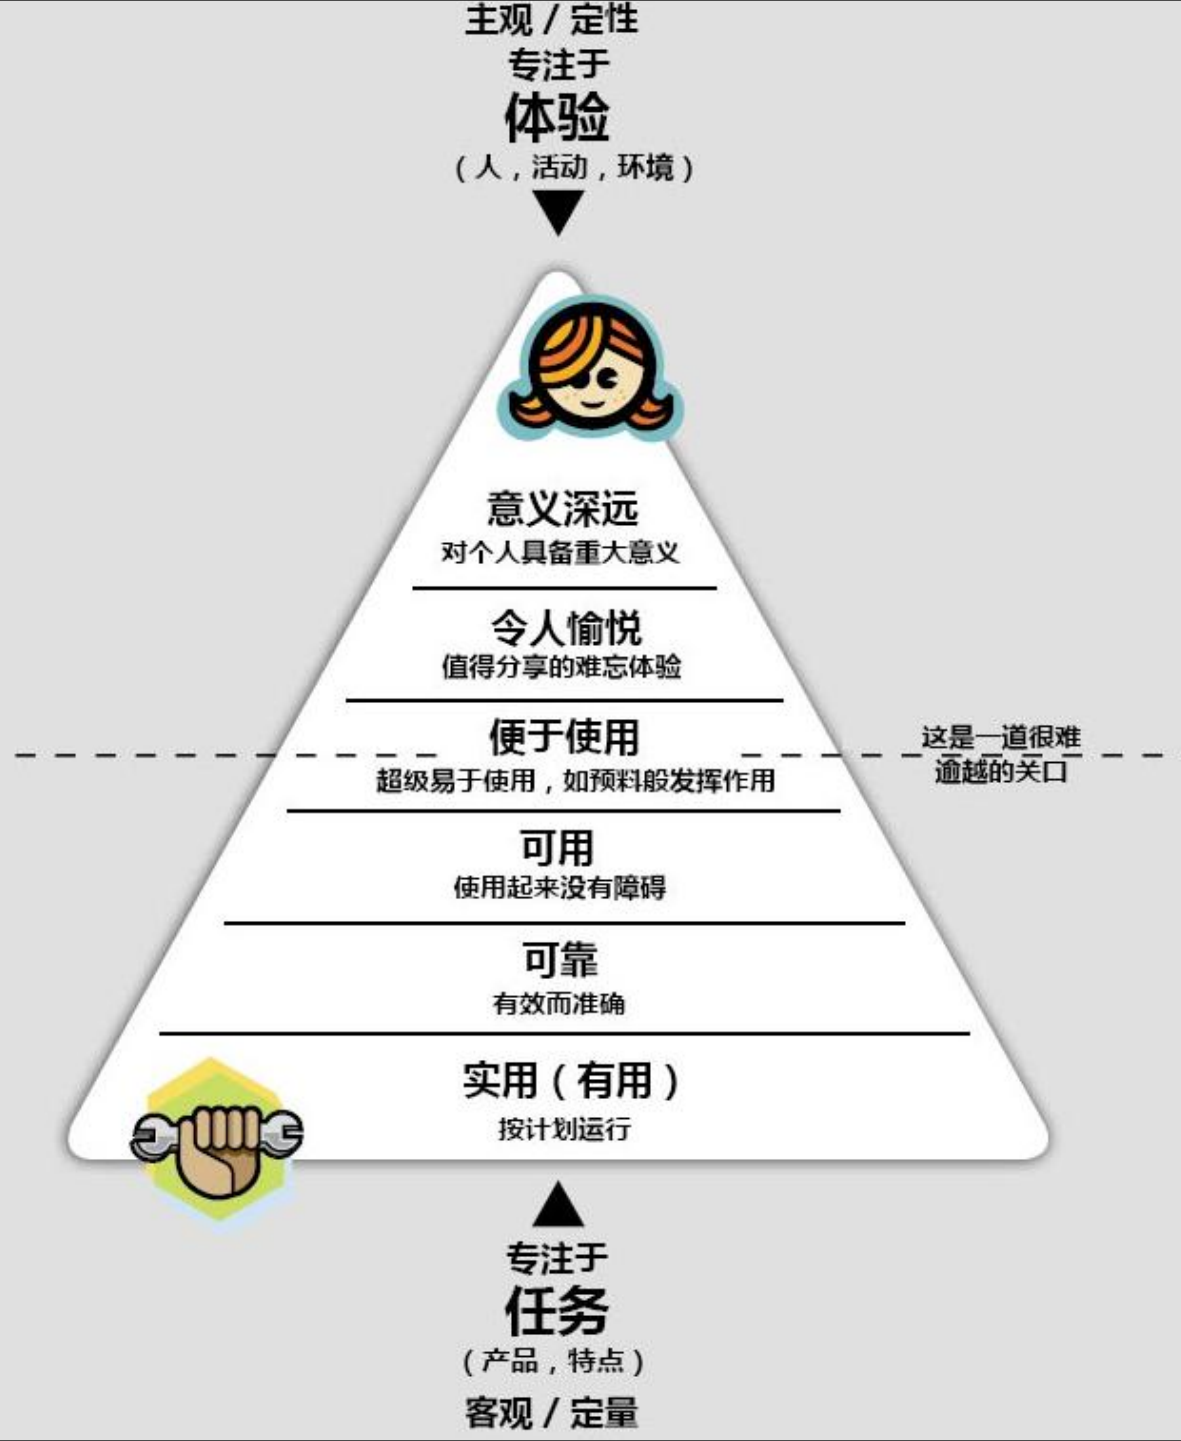 主观 / 定性
专注于
体验
（人，活动，环境）
意义深远
对个人具备重大意义
令人愉悦
值得分享的难忘体验
便于使用
超级易于使用，如预料般发挥作用
这是一道很难
逾越的关口
可用
使用起来没有障碍
可靠
有效而准确
实用（有用）
按计划运行
专注于
任务
（产品，特点）
客观 / 定量